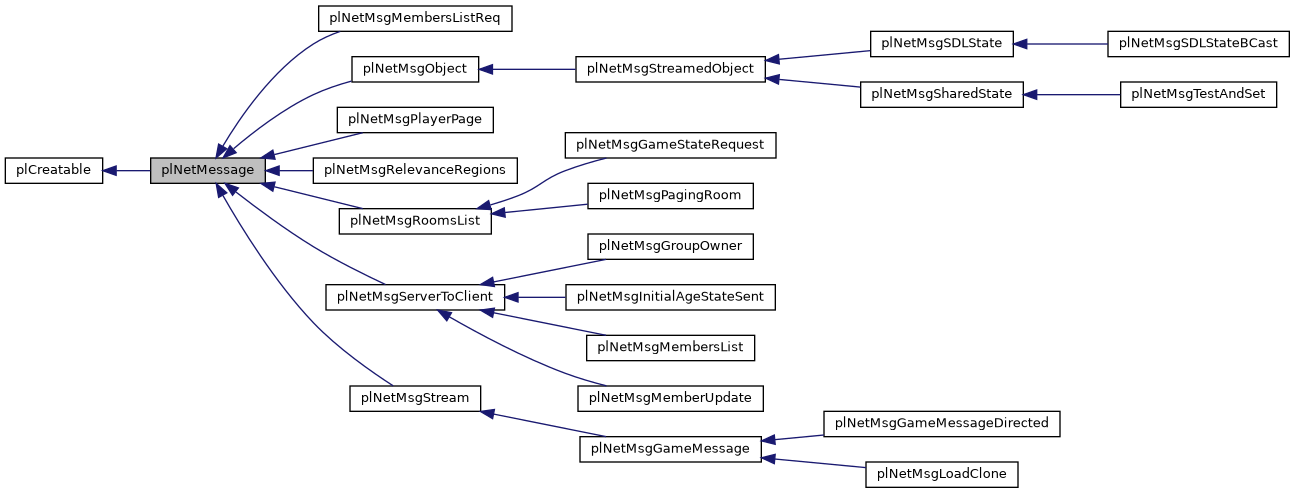 plNetMsgMembersListReq
plNetMsgSDLState
plNetMsgSDLStateBCast
plNetMsgObject
plNetMsgStreamedObject
plNetMsgSharedState
plNetMsgTestAndSet
plNetMsgPlayerPage
plNetMsgGameStateRequest
plCreatable
plNetMessage
plNetMsgRelevanceRegions
plNetMsgPagingRoom
plNetMsgRoomsList
plNetMsgGroupOwner
plNetMsgServerToClient
plNetMsgInitialAgeStateSent
plNetMsgMembersList
plNetMsgStream
plNetMsgMemberUpdate
plNetMsgGameMessageDirected
plNetMsgGameMessage
plNetMsgLoadClone